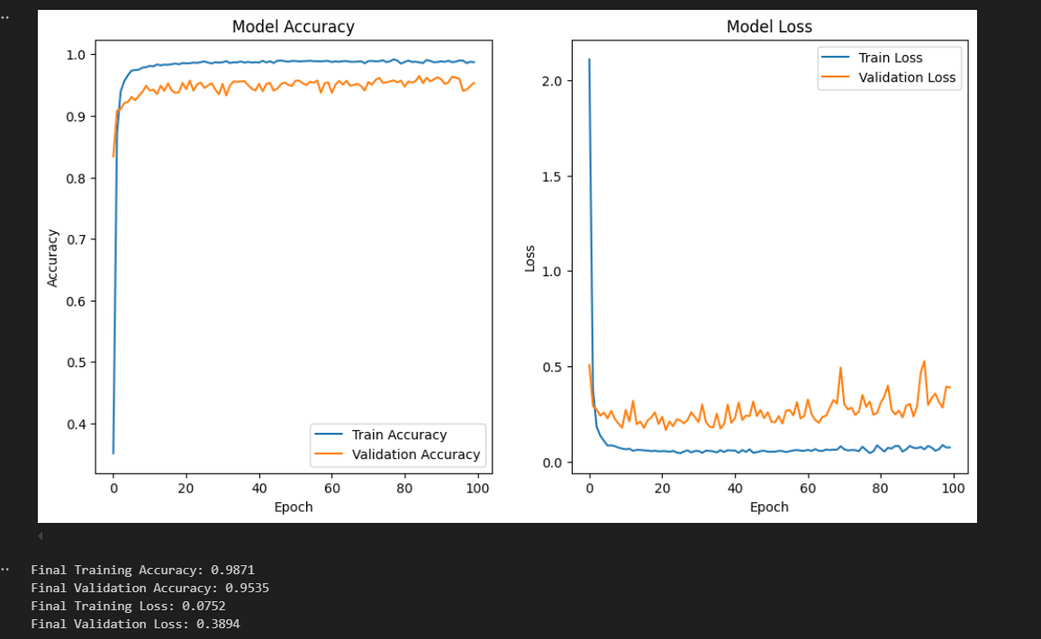 Model Accuracy
1.0
0.9
0.8
0.7
0.6
0.5
0.4
Accuracy
Train Accuracy
Validation Accuracy
0 20 40 60 80 100
Epoch
Model Loss
Train Loss
Validation Loss
2.0
1.5
1.0
0.5
0.0
Loss
0 20 40 60 80 100
Epoch
Final Training Accuracy: 0.9871
Final Validation Accuracy: 0.9535
Final Training Loss: 0.0752
Final Validation Loss: 0.3894